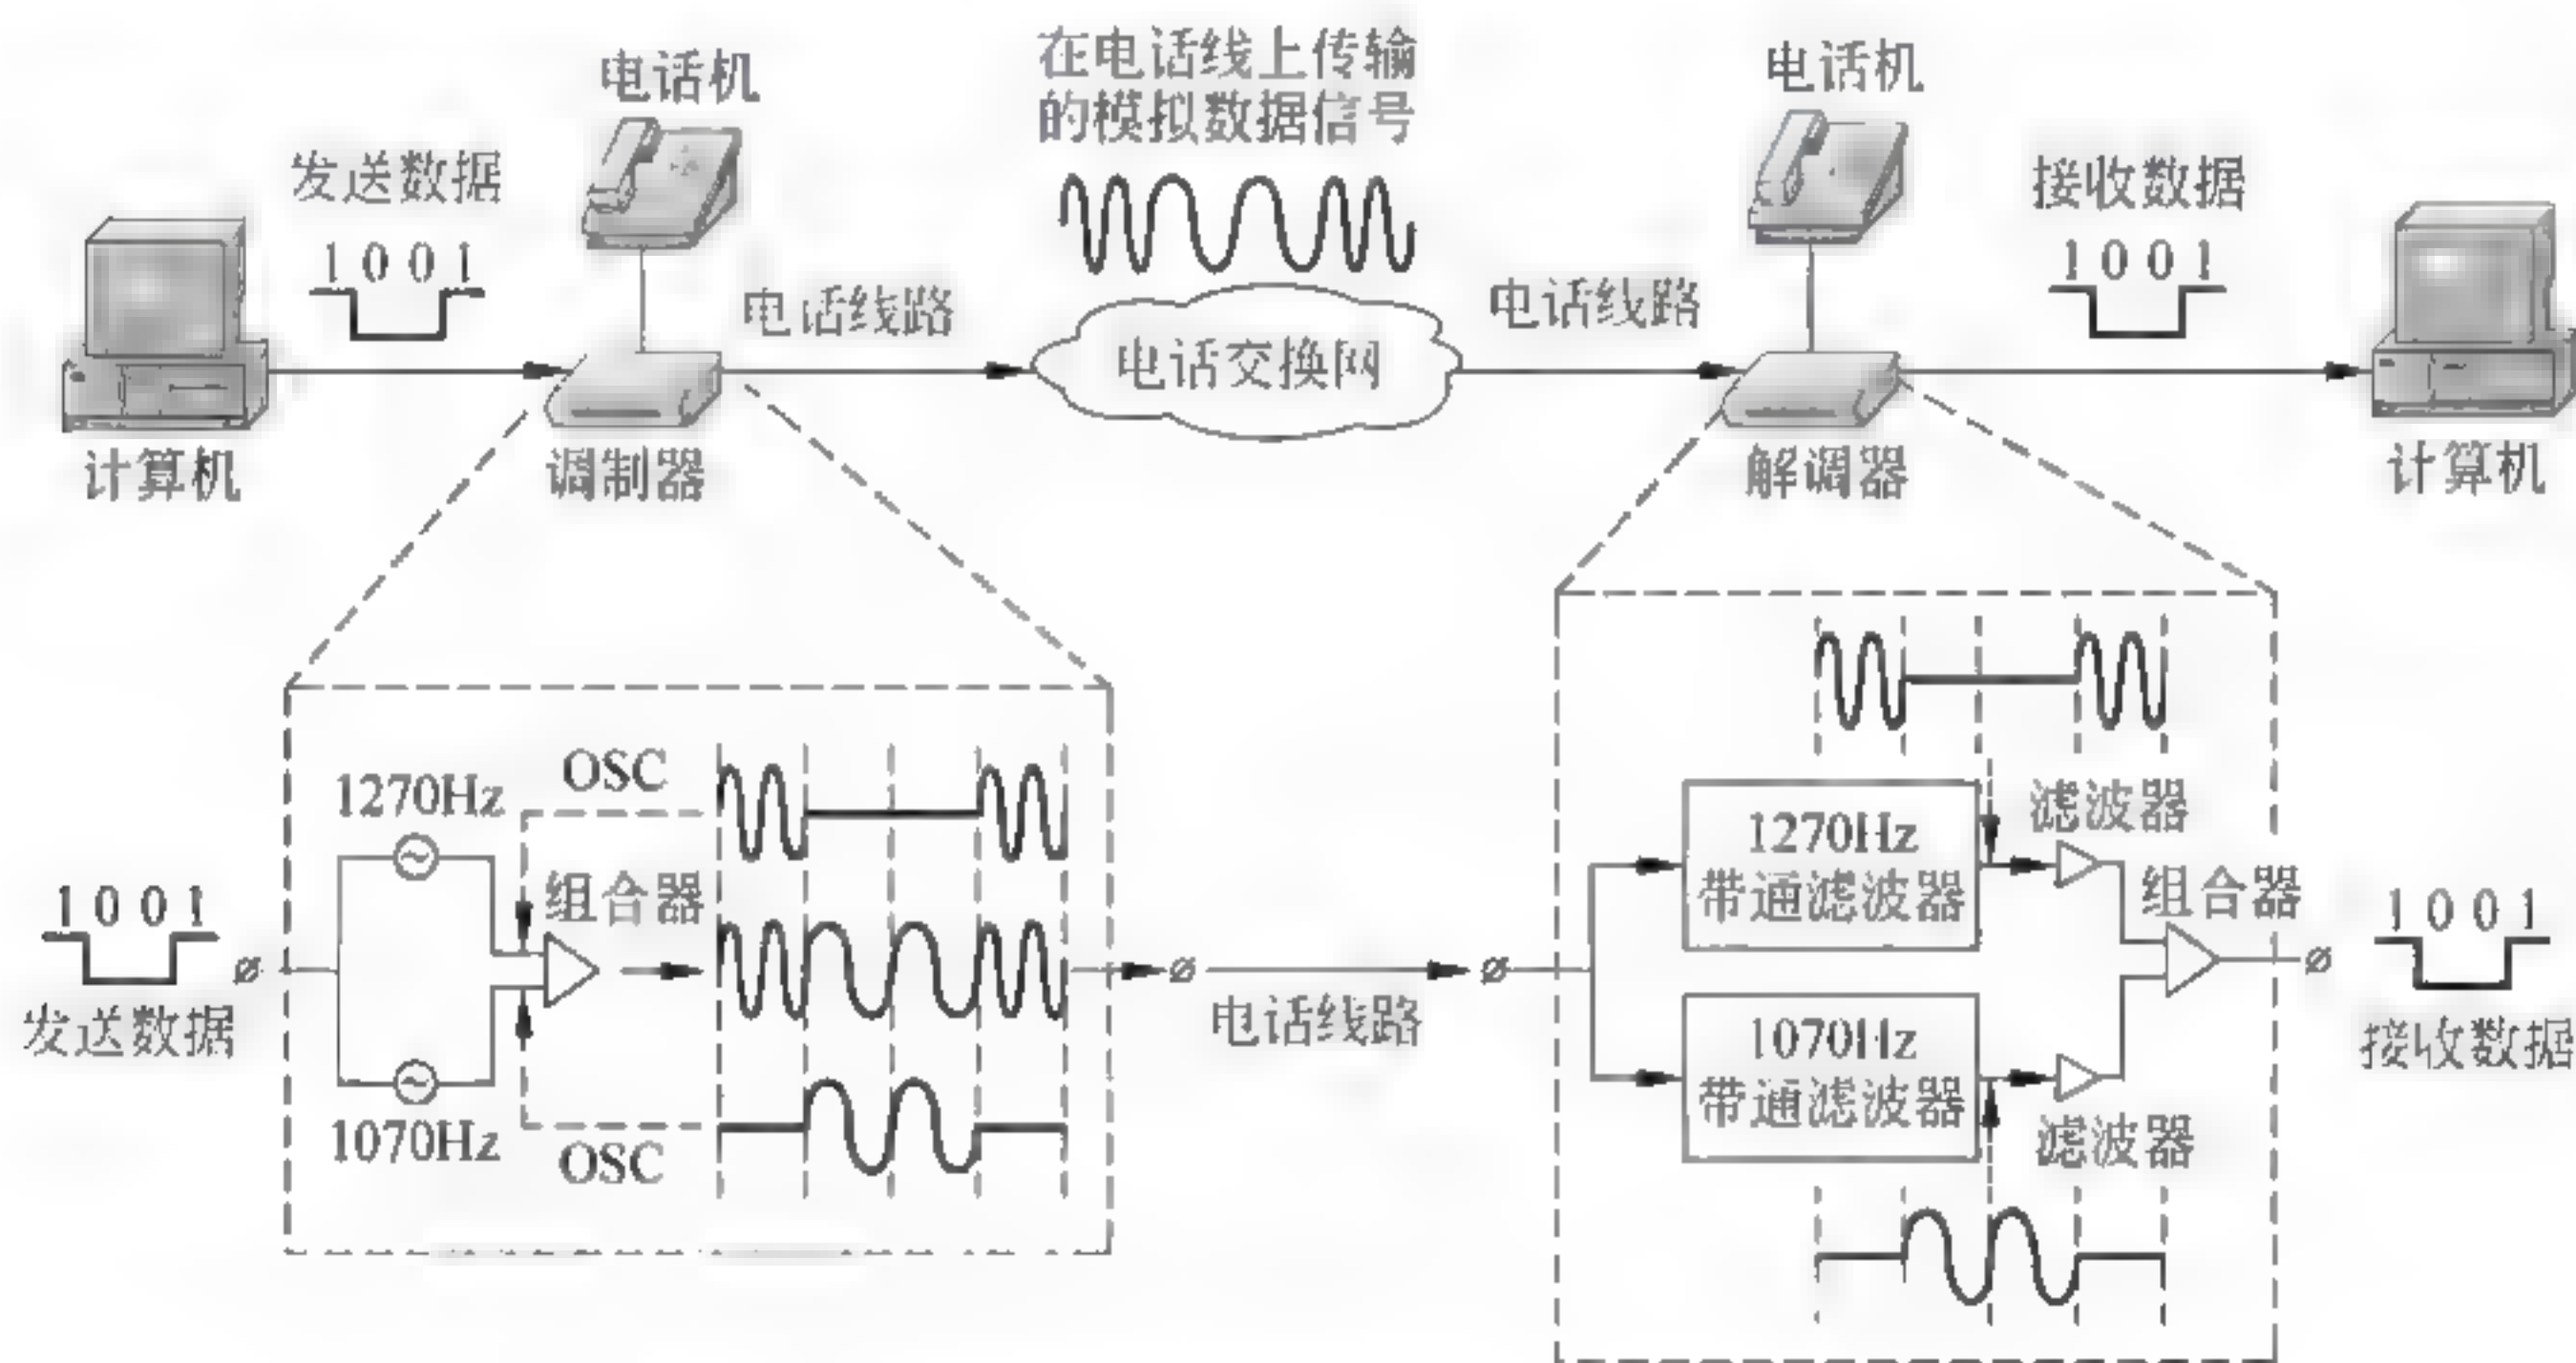 电话机
在电话线上传输
的模拟数据信号
电话机
发送数据
1 0 0 1
接收数据
1 0 0 1
电话线路
电话交换网
电话线路
计算机
调制器
解调器
计算机
1270Hz
OSC
组合器
1 0 0 1
发送数据
1070Hz
OSC
电话线路
1270Hz
带通滤波器
滤波器
组合器
1070Hz
带通滤波器
滤波器
1 0 0 1
接收数据